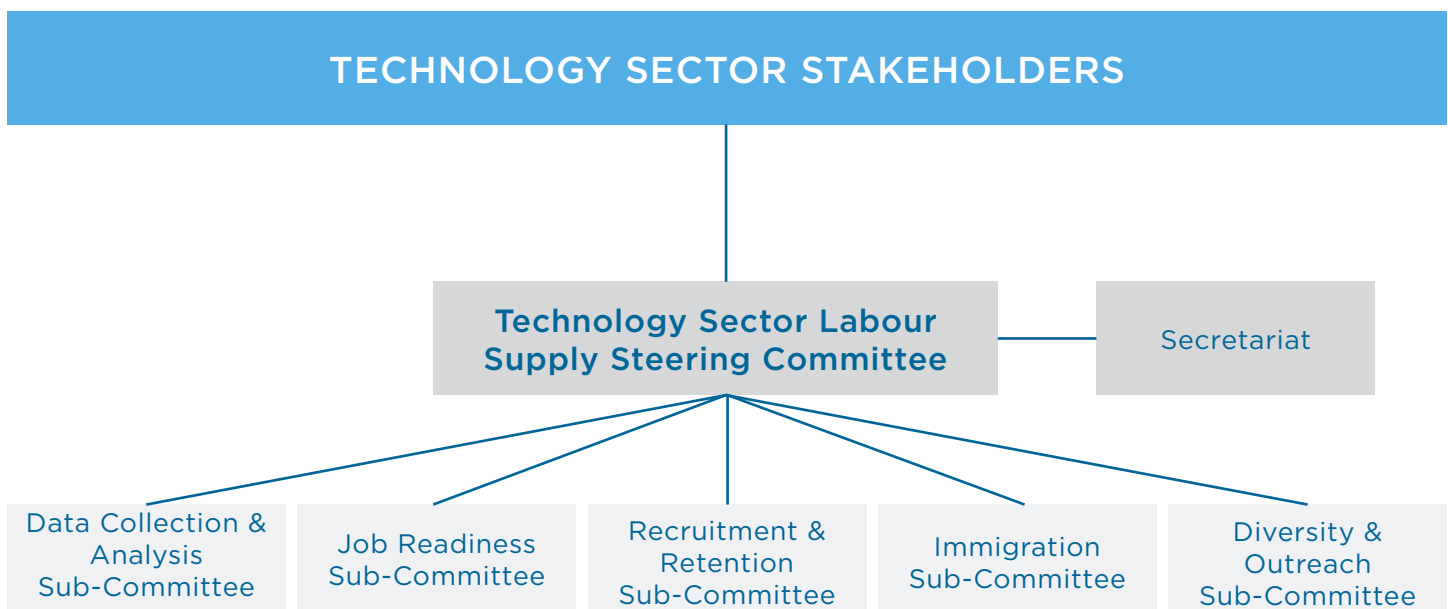 TECHNOLOGY SECTOR STAKEHOLDERS
Technology Sector Labour
Supply Steering Committee
Secretariat
Data Collection &
Analysis
Sub-Committee
Job Readiness
Sub-Committee
Recruitment &
Retention
Sub-Committee
Immigration
Sub-Committee
Diversity &
Outreach
Sub-Committee